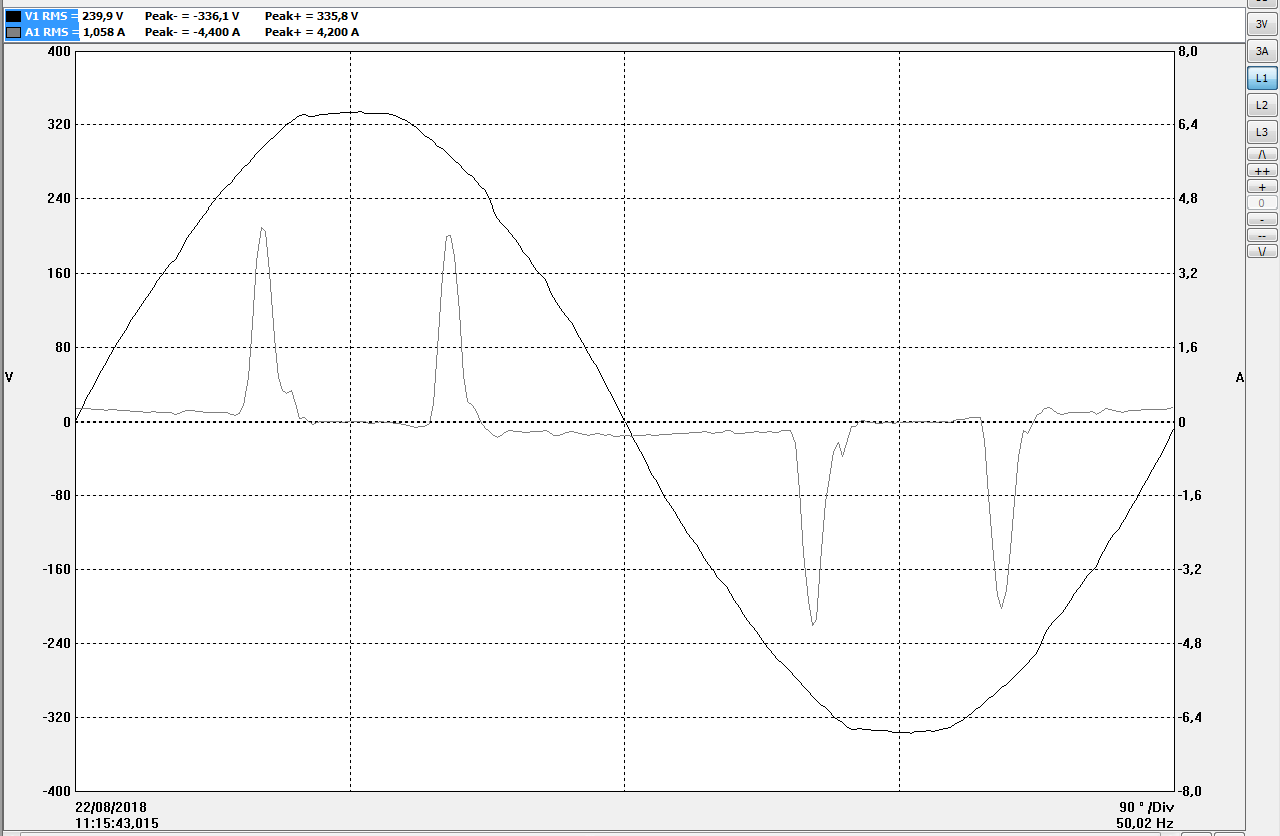 V1 RMS = 239,9 V Peak- = -336,1 V Peak+ = 335,8 V
A1 RMS = 1,058 A Peak- = -4,400 A Peak+ = 4,200 A
3V
3A
L1
L2
L3
/\
++
+
0
-
--
\/
400 8,0
320 6,4
240 4,8
160 3,2
80 1,6
V A
0 0
-80 -1,6
-160 -3,2
-240 -4,8
-320 -6,4
-400 -8,0
22/08/2018 90 °/Div
11:15:43,015 50,02 Hz